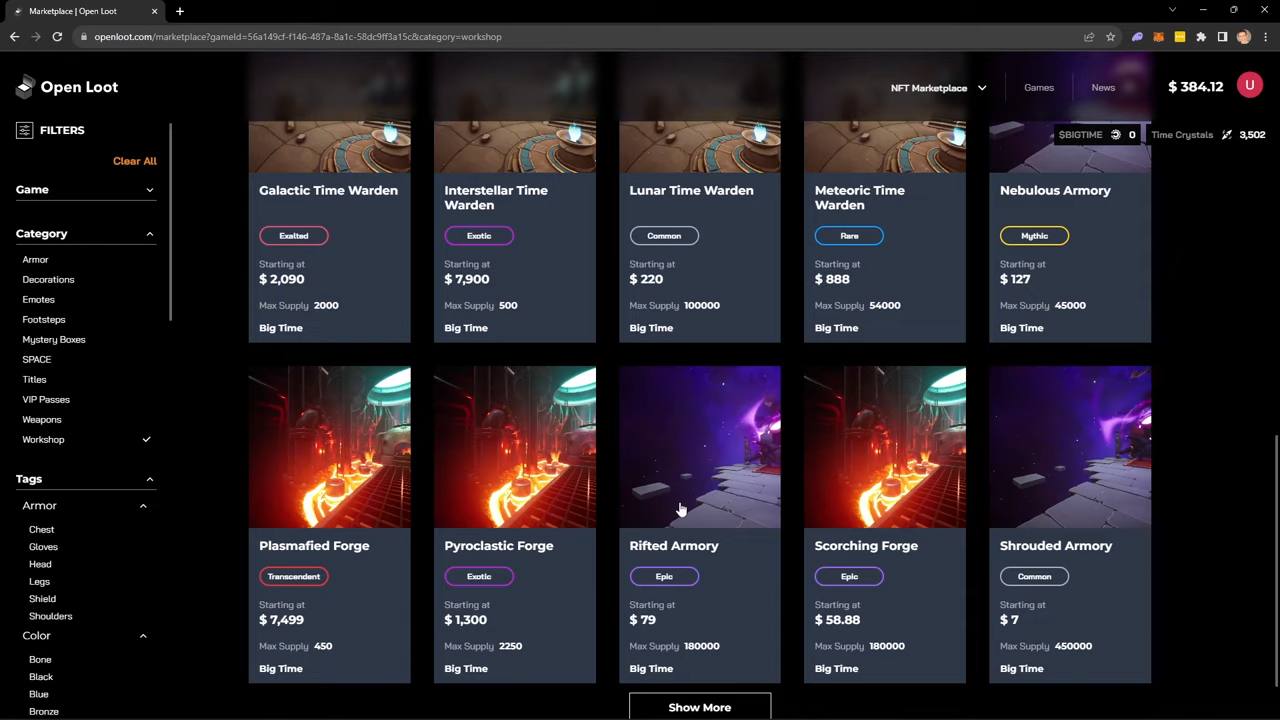 Marketplace | Open Loot
openloot.com/marketplace?gameId=56a149cf-f146-487a-8a1c-58dc9ff3a15c&category=workshop
Open Loot
NFT Marketplace
Games
News
$ 384.12
U
$BIGTIME 0
Time Crystals 3,502
FILTERS
Clear All
Game
Category
Armor
Decorations
Emotes
Footsteps
Mystery Boxes
SPACE
Titles
VIP Passes
Weapons
Workshop
Tags
Armor
Chest
Gloves
Head
Legs
Shield
Shoulders
Color
Bone
Black
Blue
Bronze
Galactic Time Warden
Exalted
Starting at
$ 2,090
Max Supply 2000
Big Time
Interstellar Time
Warden
Exotic
Starting at
$ 7,900
Max Supply 500
Big Time
Lunar Time Warden
Common
Starting at
$ 220
Max Supply 100000
Big Time
Meteoric Time
Warden
Rare
Starting at
$ 888
Max Supply 54000
Big Time
Nebulous Armory
Mythic
Starting at
$ 127
Max Supply 45000
Big Time
Plasmafied Forge
Transcendent
Starting at
$ 7,499
Max Supply 450
Big Time
Pyroclastic Forge
Exotic
Starting at
$ 1,300
Max Supply 2250
Big Time
Rifted Armory
Epic
Starting at
$ 79
Max Supply 180000
Big Time
Scorching Forge
Epic
Starting at
$ 58.88
Max Supply 180000
Big Time
Shrouded Armory
Common
Starting at
$ 7
Max Supply 450000
Big Time
Show More